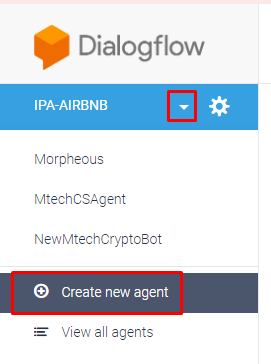 Dialogflow
IPA-AIRBNB
Morpheous
MtechCSAgent
NewMtechCryptoBot
Create new agent
View all agents